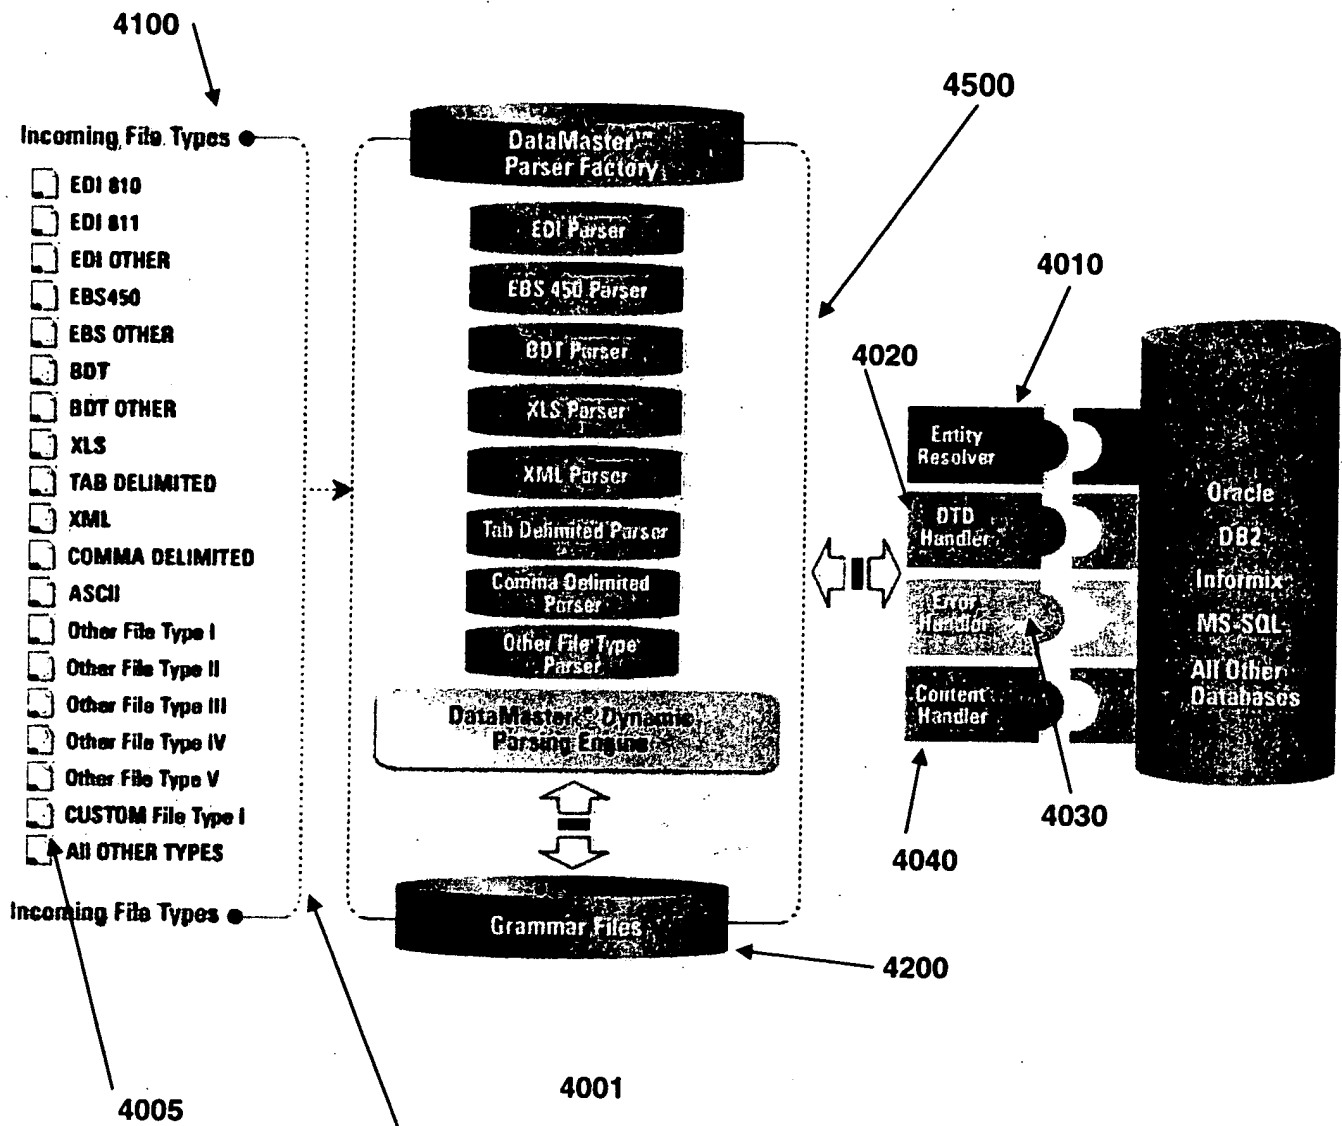 4100
4500
Incoming File Types
EDI 810
EDI 811
EDI OTHER
EBS450
EBS OTHER
BDT
BDT OTHER
XLS
TAB DELIMITED
XML
COMMA DELIMITED
ASCII
Other File Type I
Other File Type II
Other File Type III
Other File Type IV
Other File Type V
CUSTOM File Type I
All OTHER TYPES
Incoming File Types
DataMaster™
Parser Factory
EDI Parser
EBS 450 Parser
BDT Parser
XLS Parser
XML Parser
Tab Delimited Parser
Comma Delimited
Parser
Other File Type
Parser
DataMaster™ Dynamic
Parsing Engine
Grammar Files
4010
4020
Entity
Resolver
DTD
Handler
Error
Handler
Content
Handler
Oracle
DB2
Informix
MS-SQL
All Other
Databases
4030
4040
4200
4001
4005